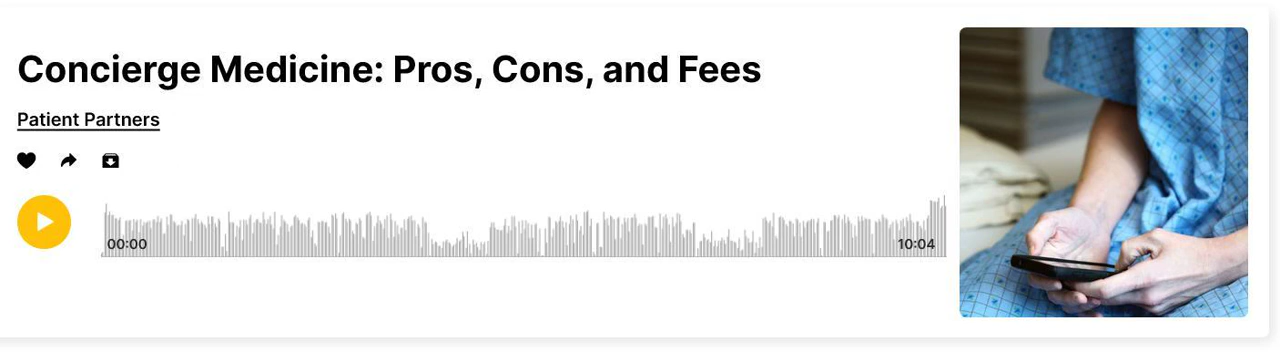 Concierge Medicine: Pros, Cons, and Fees
Patient Partners
00:00
10:04